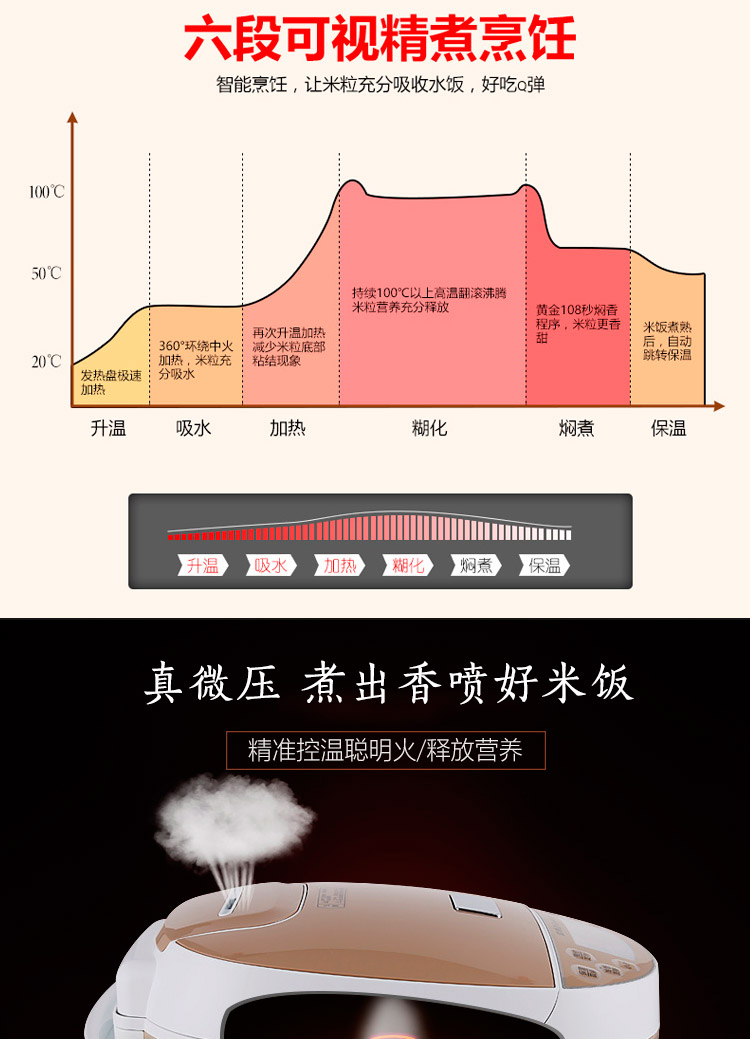 六段可视精煮烹饪
智能烹饪，让米粒充分吸收水饭，好吃Q弹
100℃
50℃
20℃
发热盘极速
加热
360°环绕中火
加热，米粒充
分吸水
再次升温加热
减少米粒底部
粘结现象
持续100℃以上高温翻滚沸腾
米粒营养充分释放
黄金108秒焖香
程序，米粒更香
甜
米饭煮熟
后，自动
跳转保温
升温 吸水 加热 糊化 焖煮 保温
升温 吸水 加热 糊化 焖煮 保温
真微压 煮出香喷好米饭
精准控温聪明火/释放营养